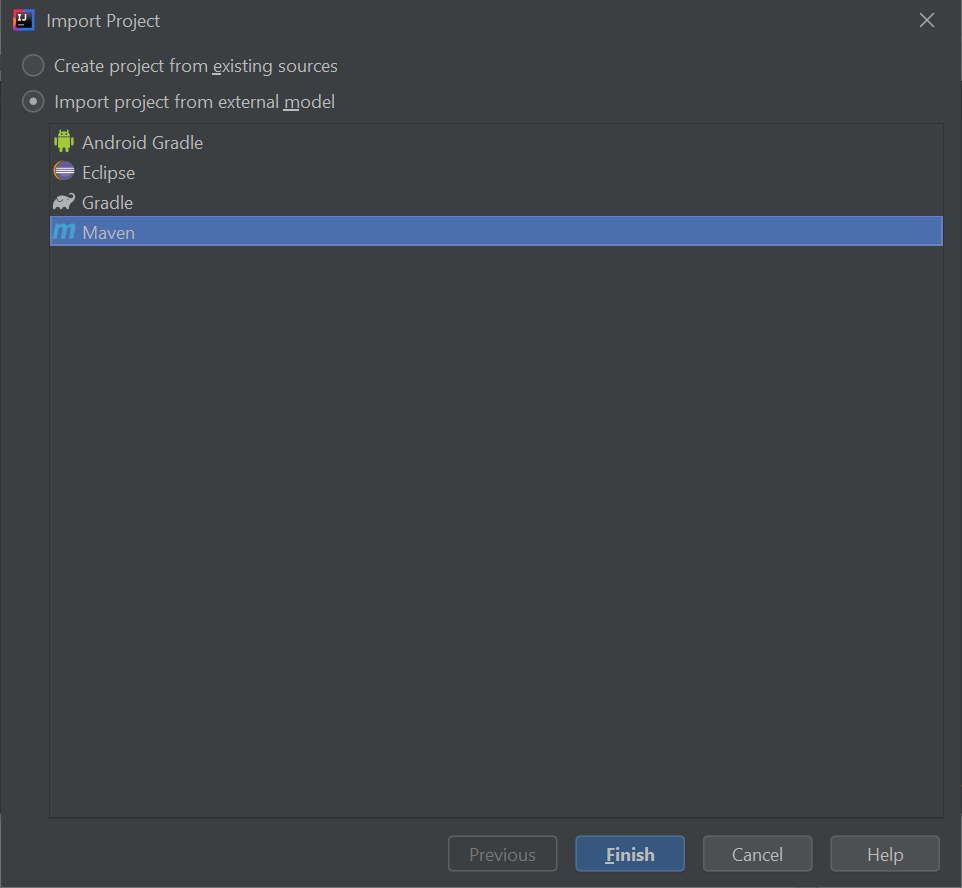 Import Project
Create project from existing sources
Import project from external model
Android Gradle
Eclipse
Gradle
Maven
Previous Finish Cancel Help